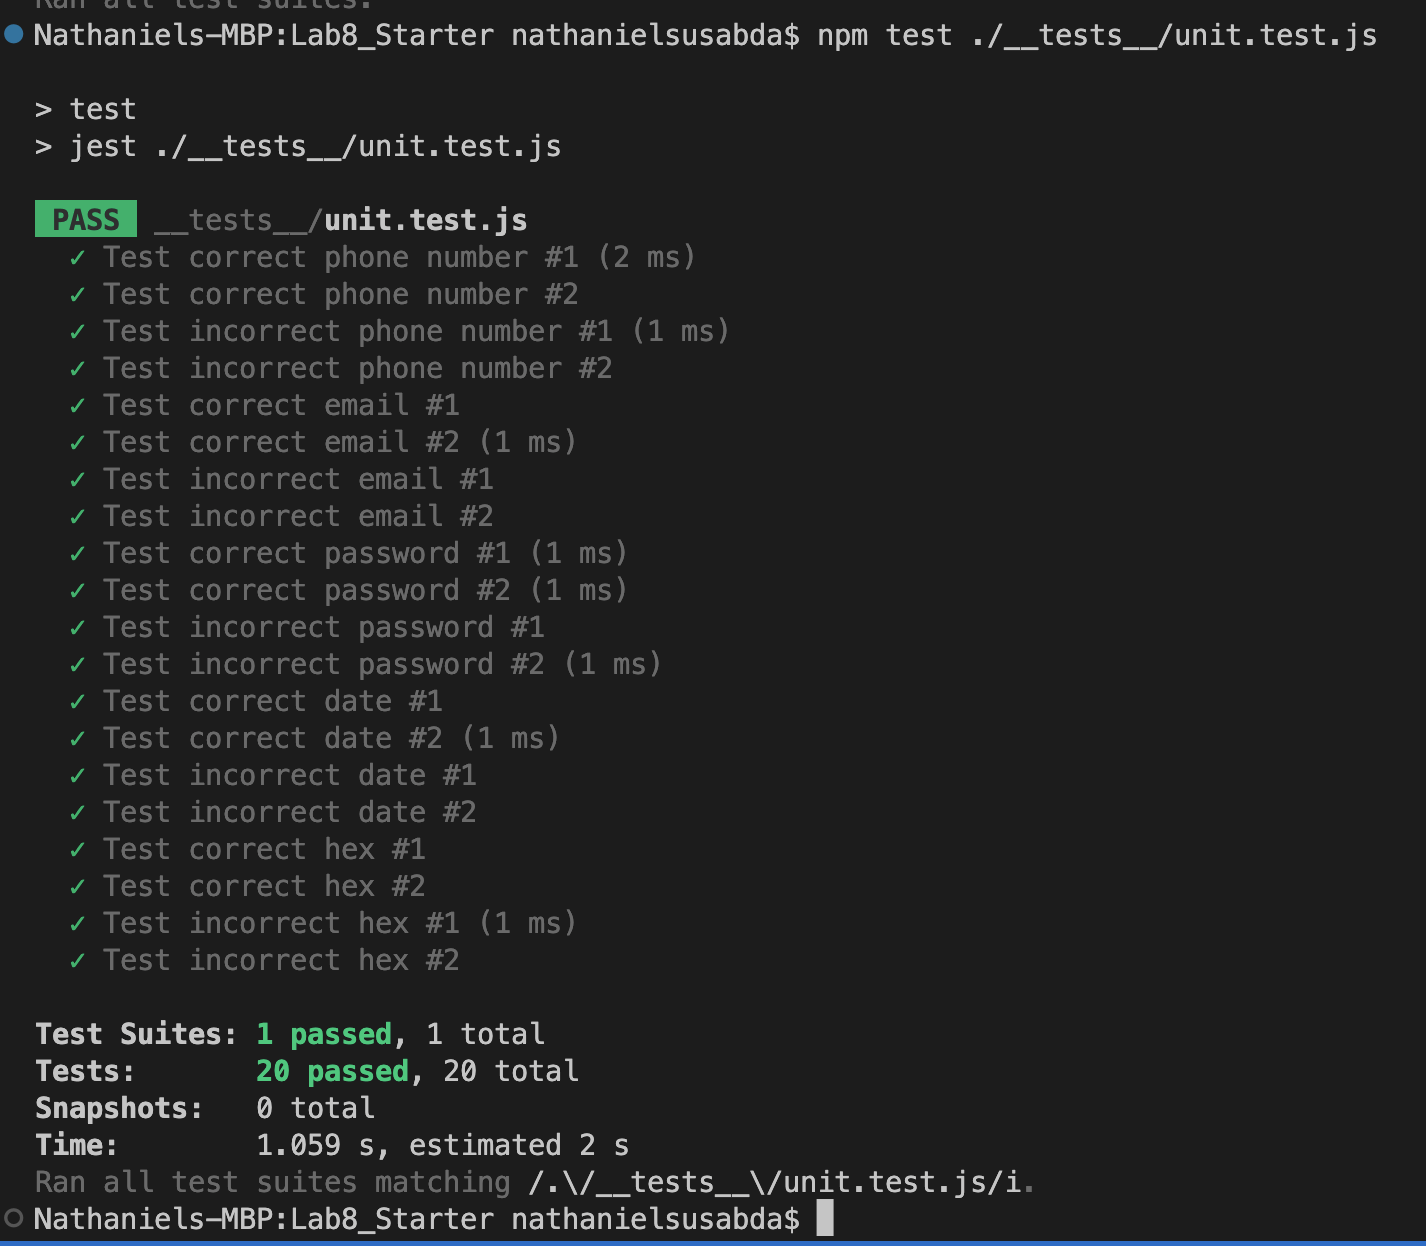 Ran all test suites.
Nathaniels-MBP:Lab8_Starter nathanielsusabda$ npm test ./__tests__/unit.test.js
> test
> jest ./__tests__/unit.test.js
PASS __tests__/unit.test.js
✓ Test correct phone number #1 (2 ms)
✓ Test correct phone number #2
✓ Test incorrect phone number #1 (1 ms)
✓ Test incorrect phone number #2
✓ Test correct email #1
✓ Test correct email #2 (1 ms)
✓ Test incorrect email #1
✓ Test incorrect email #2
✓ Test correct password #1 (1 ms)
✓ Test correct password #2 (1 ms)
✓ Test incorrect password #1
✓ Test incorrect password #2 (1 ms)
✓ Test correct date #1
✓ Test correct date #2 (1 ms)
✓ Test incorrect date #1
✓ Test incorrect date #2
✓ Test correct hex #1
✓ Test correct hex #2
✓ Test incorrect hex #1 (1 ms)
✓ Test incorrect hex #2
Test Suites: 1 passed, 1 total
Tests: 20 passed, 20 total
Snapshots: 0 total
Time: 1.059 s, estimated 2 s
Ran all test suites matching /.\/__tests__\/unit.test.js/i.
Nathaniels-MBP:Lab8_Starter nathanielsusabda$